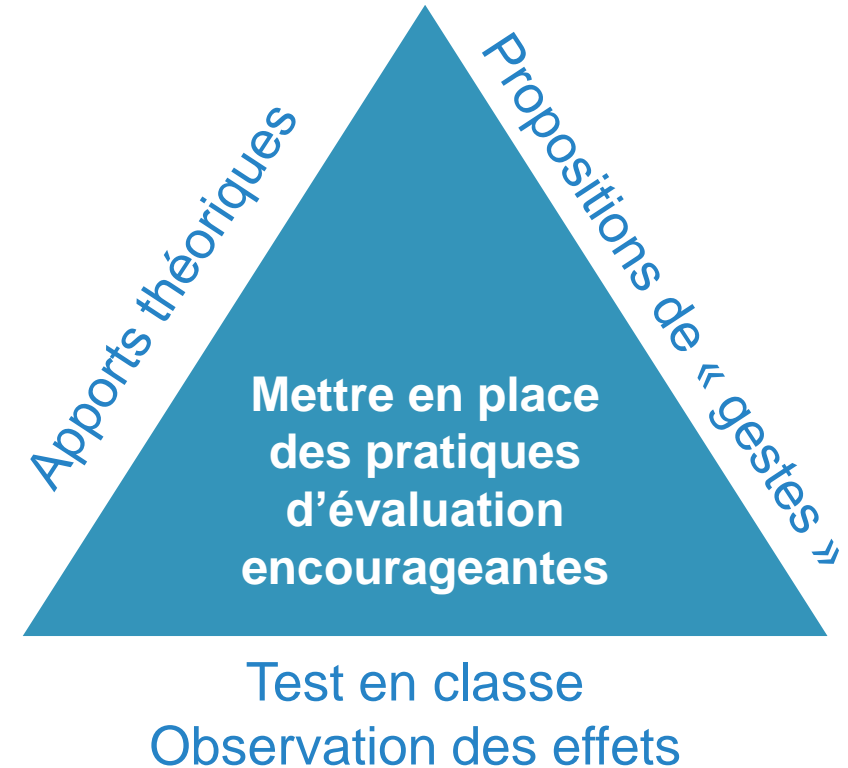 Apports théoriques
Propositions de « gestes »
Mettre en place
des pratiques
d’évaluation
encourageantes
Test en classe
Observation des effets